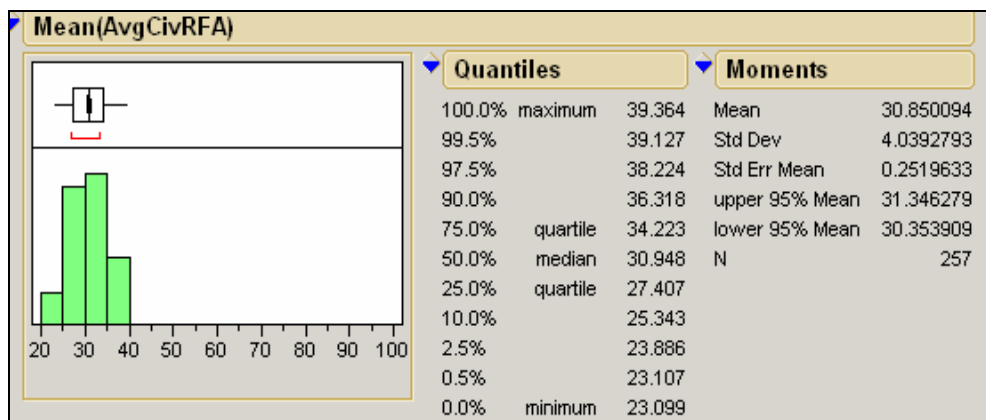 Mean(AvgCivRFA)
20 30 40 50 60 70 80 90 100
Quantiles
100.0% maximum 39.364
99.5% 39.127
97.5% 38.224
90.0% 36.318
75.0% quartile 34.223
50.0% median 30.948
25.0% quartile 27.407
10.0% 25.343
2.5% 23.886
0.5% 23.107
0.0% minimum 23.099
Moments
Mean 30.850094
Std Dev 4.0392793
Std Err Mean 0.2519633
upper 95% Mean 31.346279
lower 95% Mean 30.353909
N 257